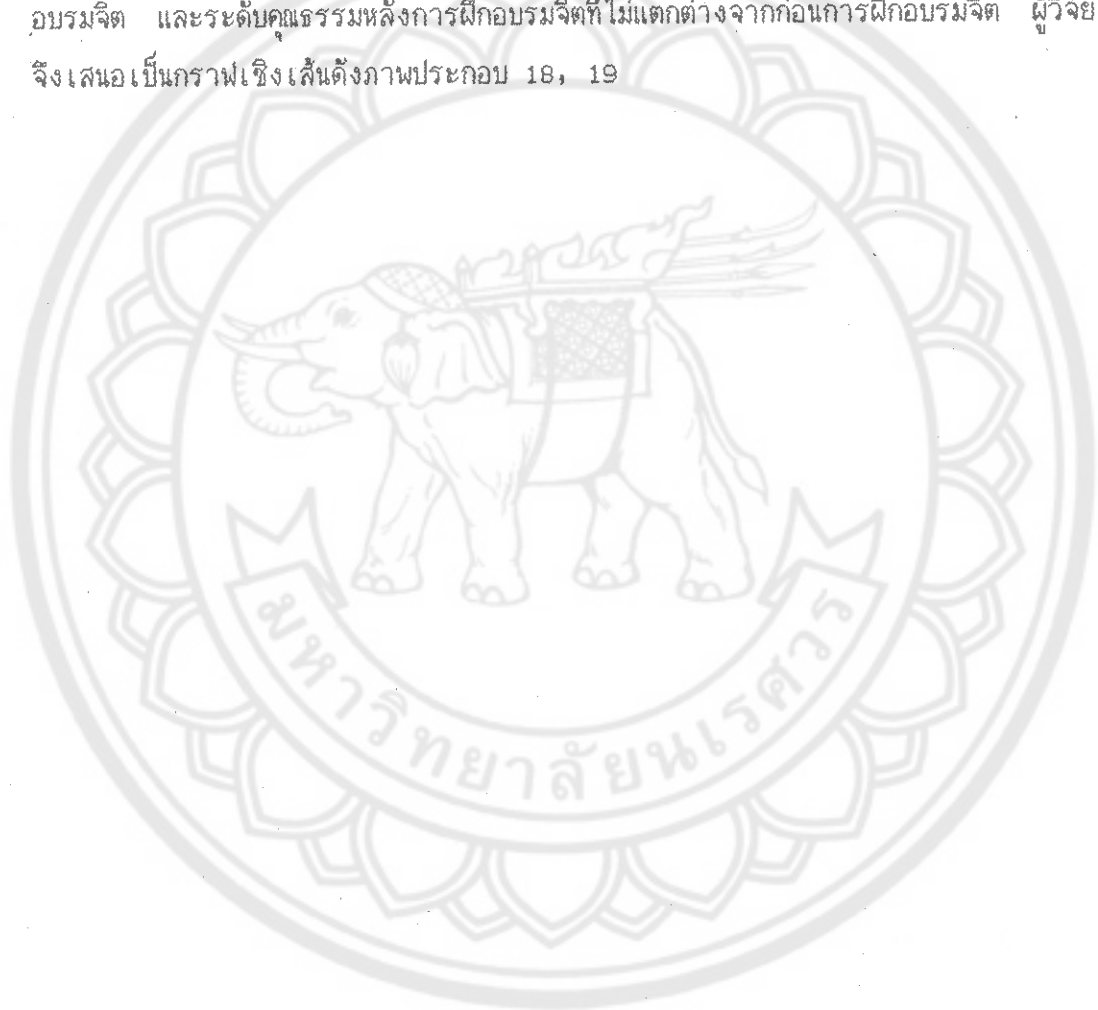 อบรมจิต และระดับคุณธรรมหลังการฝึกอบรมจิตที่ไม่แตกต่างจากก่อนการฝึกอบรมจิต ผู้วิจัย
จึงเสนอเป็นกราฟเชิงเส้นดังภาพประกอบ 18, 19
มหาวิทยาลัยนเรศวร